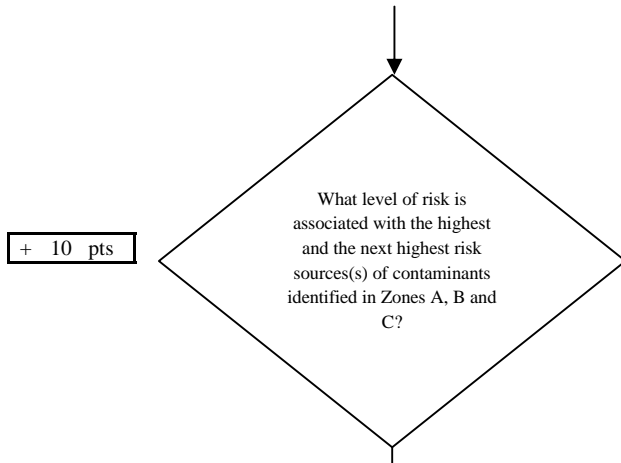 What level of risk is
associated with the highest
and the next highest risk
sources(s) of contaminants
identified in Zones A, B and
C?
+ 10 pts